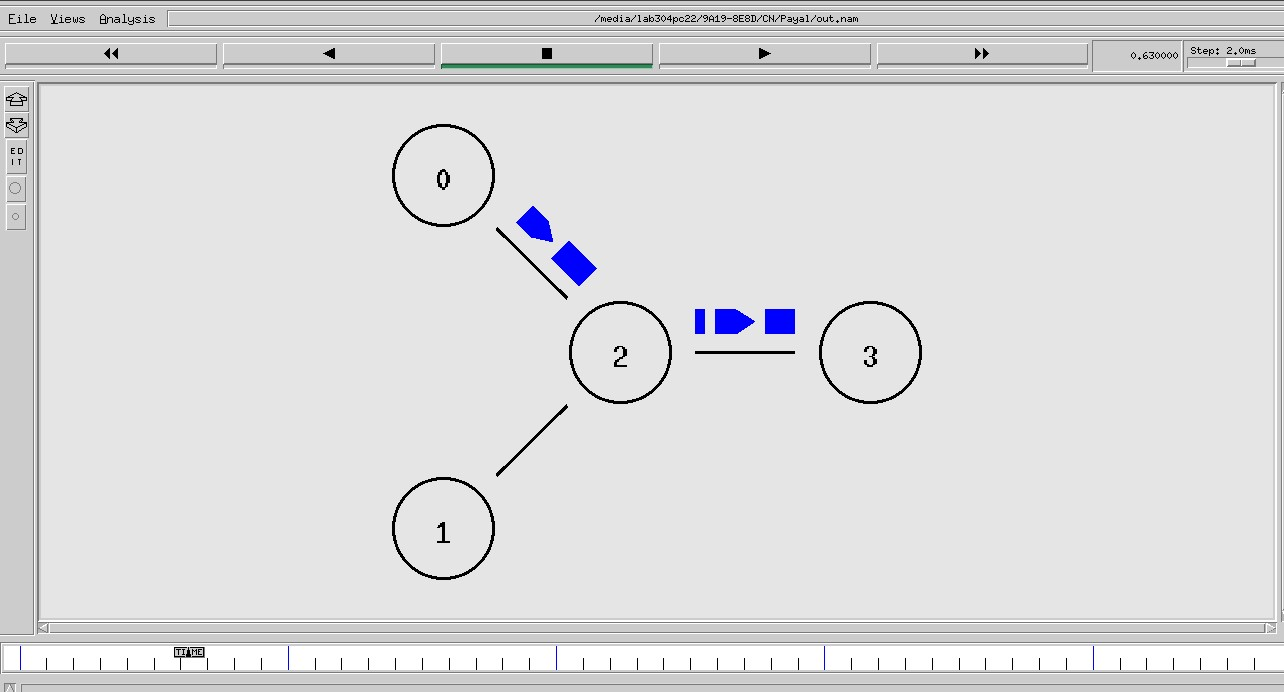 File Views Analysis /media/lab304pc22/9A19-8E8D/CN/Payal/out.nam
0.630000 Step: 2.0ms
ED
IT
0
2
3
1
TIME